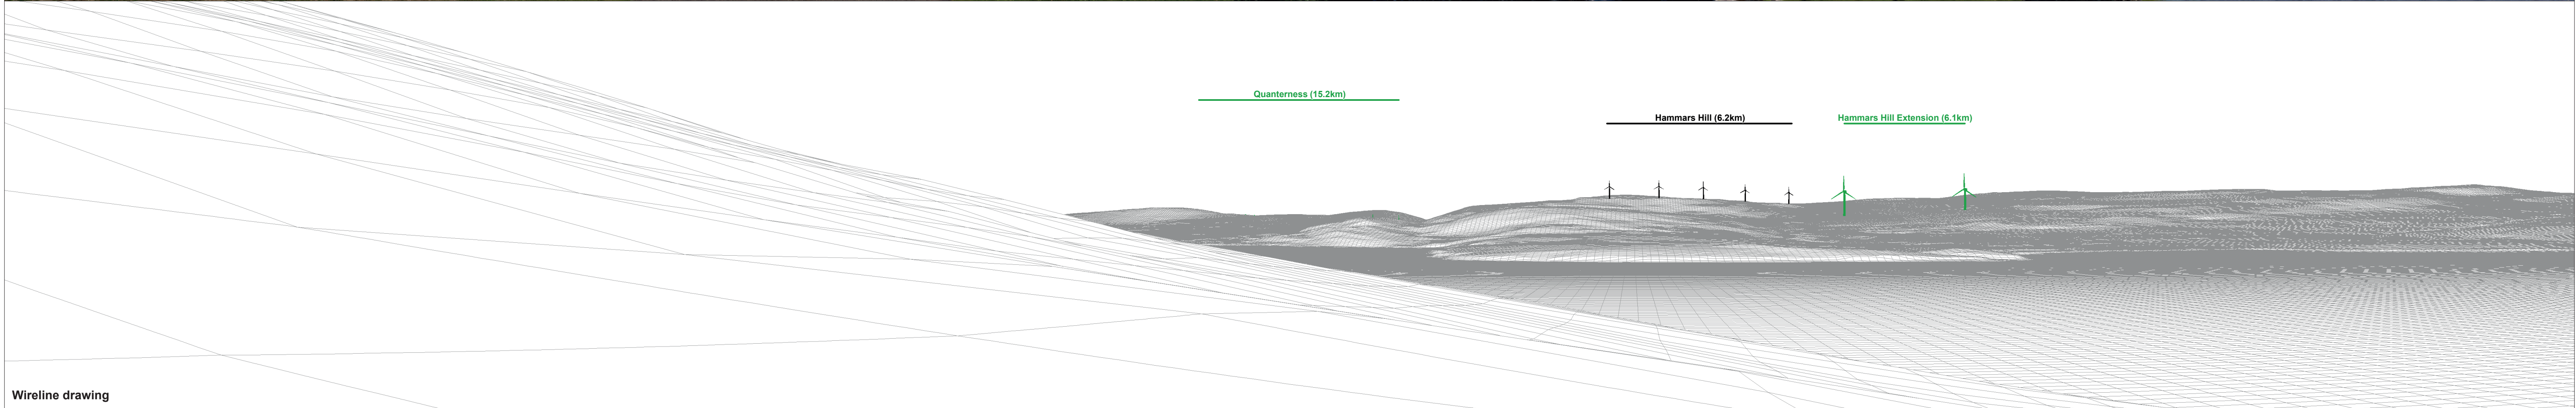 Quanterness (15.2km)
Hammars Hill (6.2km)
Hammars Hill Extension (6.1km)
Wireline drawing